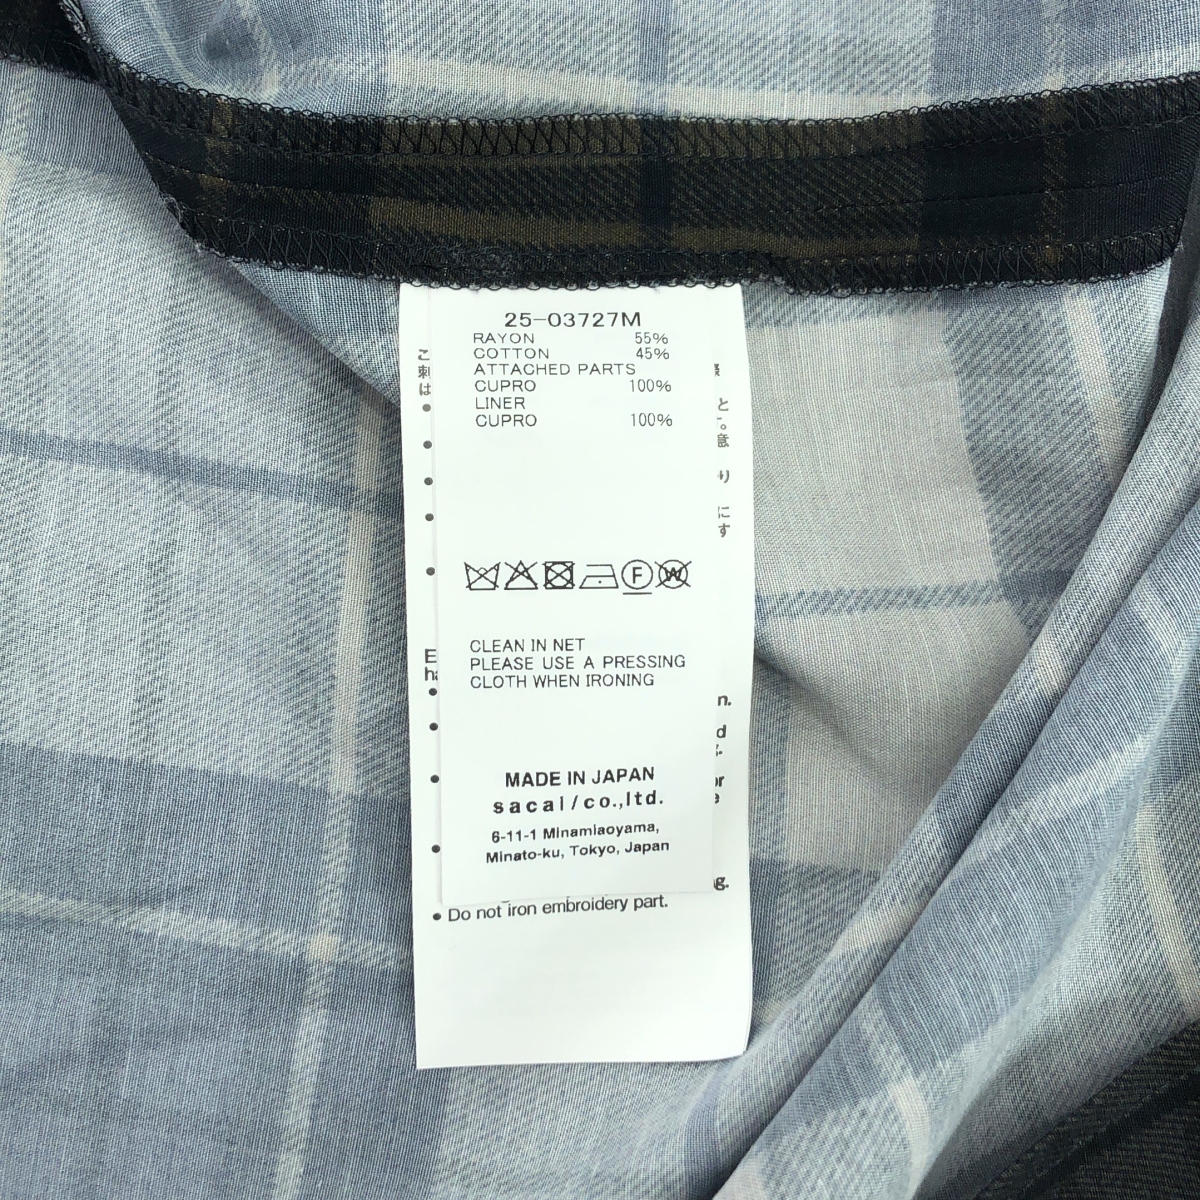 25-03727M
RAYON 55%
COTTON 45%
ATTACHED PARTS
CUPRO 100%
LINER
CUPRO 100%
F
W
CLEAN IN NET
PLEASE USE A PRESSING
CLOTH WHEN IRONING
MADE IN JAPAN
sacai/co.,ltd.
6-11-1 Minamiaoyama,
Minato-ku, Tokyo, Japan
• Do not iron embroidery part.